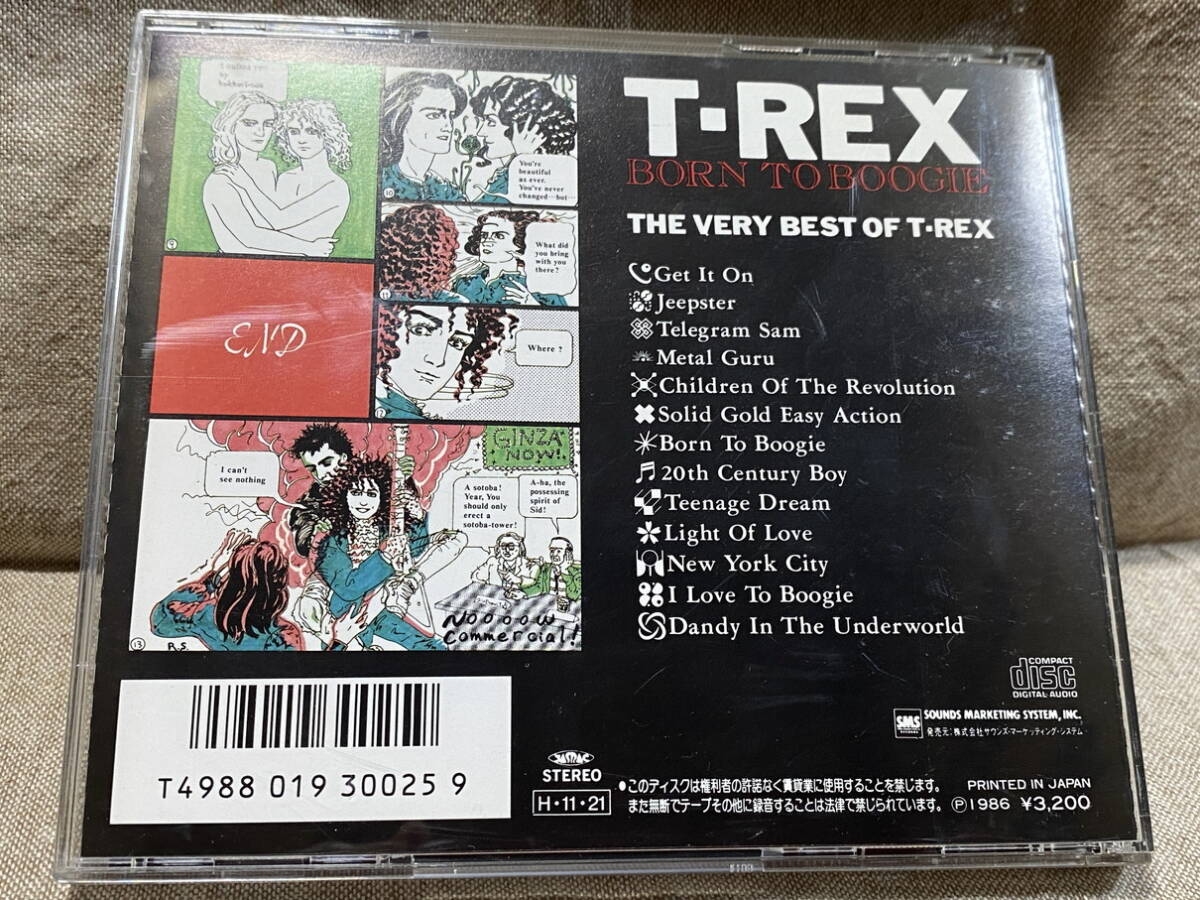 T·REX
BORN TO BOOGIE
THE VERY BEST OF T·REX
Get It On
Jeepster
Telegram Sam
Metal Guru
Children Of The Revolution
Solid Gold Easy Action
Born To Boogie
20th Century Boy
Teenage Dream
Light Of Love
New York City
I Love To Boogie
Dandy In The Underworld
9
You're
beautiful
as ever.
You're never
changed—but—
10
What did
you bring
with you
there?
11
Where ?
12
END
I can't
see nothing
GINZA
NOW!.
A sotoba!
Year, You
should only
erect a
sotoba-tower!
A-ha, the
possessing
spirit of
Sid!
Noooow
Commercial!
13
R.S.
T4988 019 30025 9
STEREO
H·11·21
COMPACT
disc
DIGITAL AUDIO
SMS
SOUNDS MARKETING SYSTEM, INC.
発売元:株式会社サウンズ・マーケッティング・システム
●このディスクは権利者の許諾なく賃貸業に使用することを禁じます。
また無断でテープその他に録音することは法律で禁じられています。
PRINTED IN JAPAN
Ⓟ1986 ¥3,200